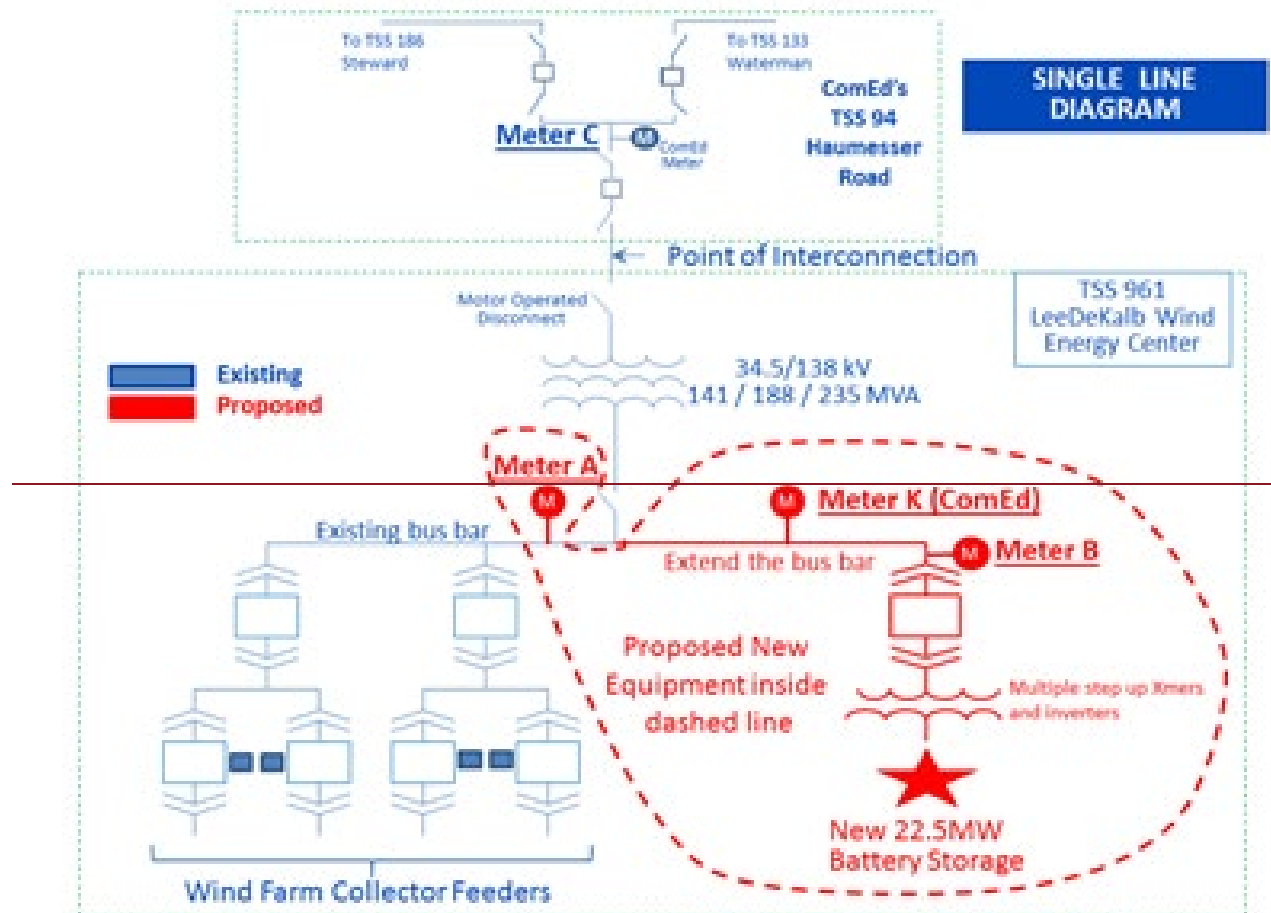 To TSS 186
Steward
To TSS 133
Waterman
ComEd's
TSS 94
Haumesser
Road
SINGLE LINE
DIAGRAM
Meter C
M
ComEd
Meter
Point of Interconnection
TSS 961
LeeDeKalb Wind
Energy Center
Motor Operated
Disconnect
34.5/138 kV
141 / 188 / 235 MVA
Existing
Proposed
Meter A
M
M
Meter K (ComEd)
Existing bus bar
Extend the bus bar
M
Meter B
Proposed New
Equipment inside
dashed line
Multiple step up Xmers
and inverters
New 22.5MW
Battery Storage
Wind Farm Collector Feeders